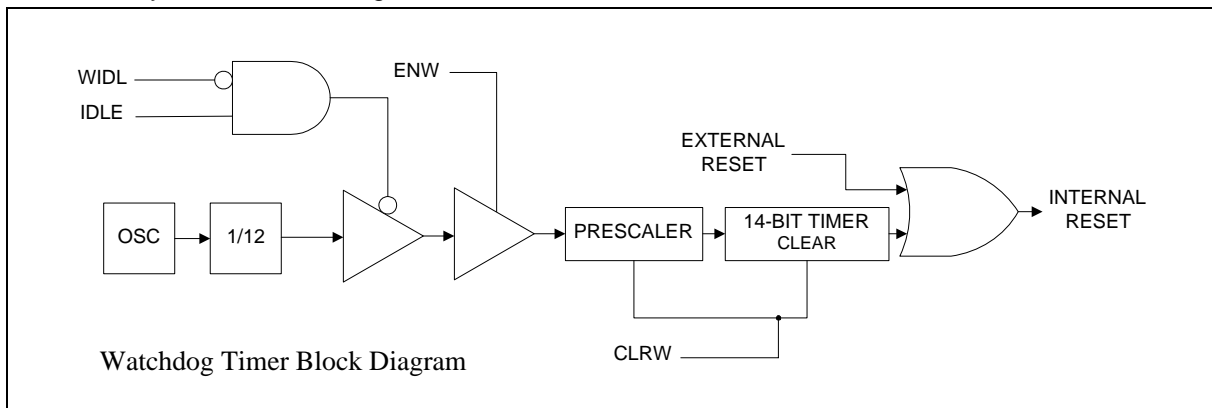 WIDL
IDLE
ENW
EXTERNAL
RESET
INTERNAL
RESET
OSC
1/12
PRESCALER
14-BIT TIMER
CLEAR
CLRW
Watchdog Timer Block Diagram